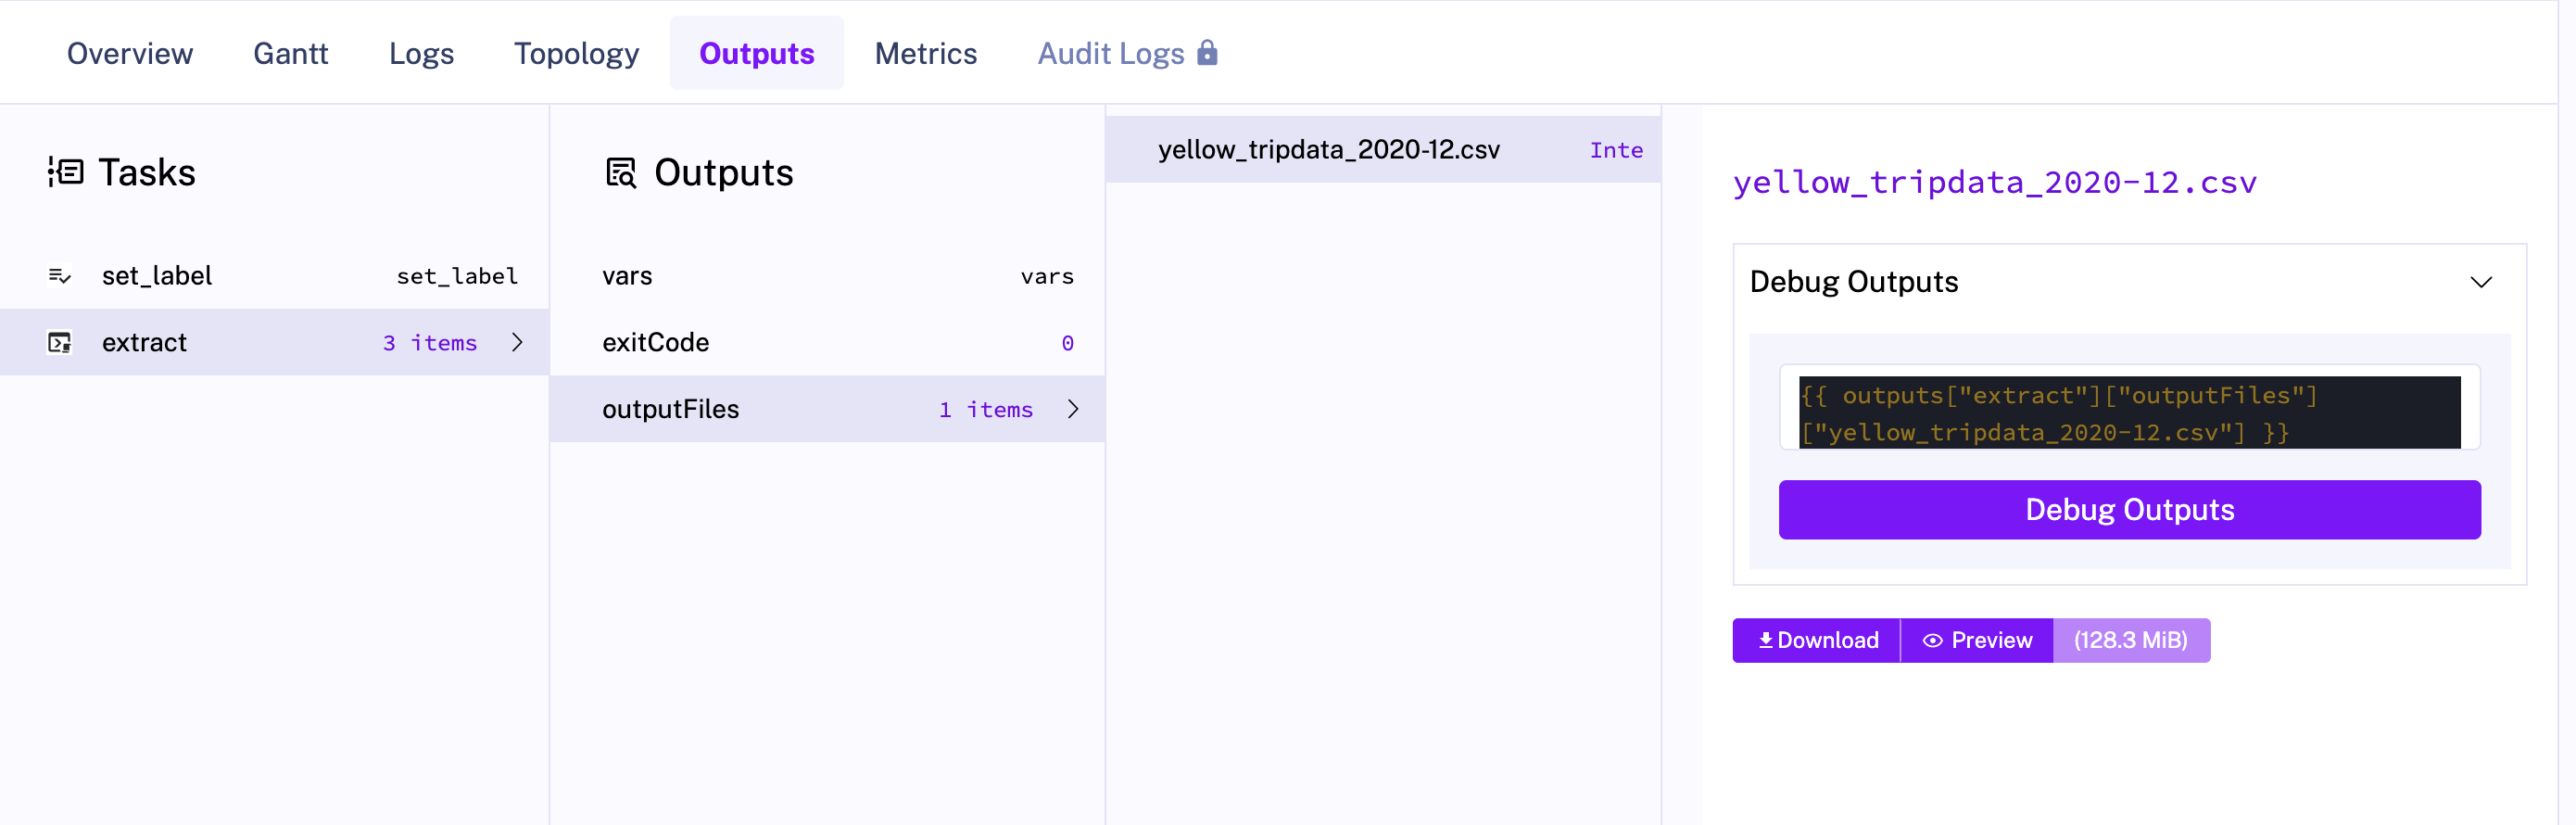 Overview Gantt Logs Topology Outputs Metrics Audit Logs
Tasks
set_label set_label
extract 3 items
Outputs
vars vars
exitCode 0
outputFiles 1 items
yellow_tripdata_2020-12.csv Inte
yellow_tripdata_2020-12.csv
Debug Outputs
{{ outputs["extract"]["outputFiles"]
["yellow_tripdata_2020-12.csv"] }}
Debug Outputs
Download Preview (128.3 MiB)